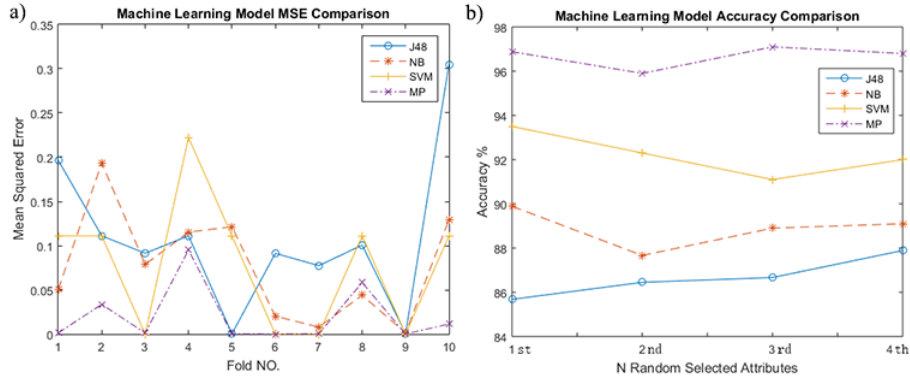 a)
Machine Learning Model MSE Comparison
0.35
0.3
0.25
0.2
0.15
0.1
0.05
0
Mean Squared Error
J48
NB
SVM
MP
1 2 3 4 5 6 7 8 9 10
Fold NO.
b)
Machine Learning Model Accuracy Comparison
98
96
94
92
90
88
86
84
Accuracy %
J48
NB
SVM
MP
1st 2nd 3rd 4th
N Random Selected Attributes